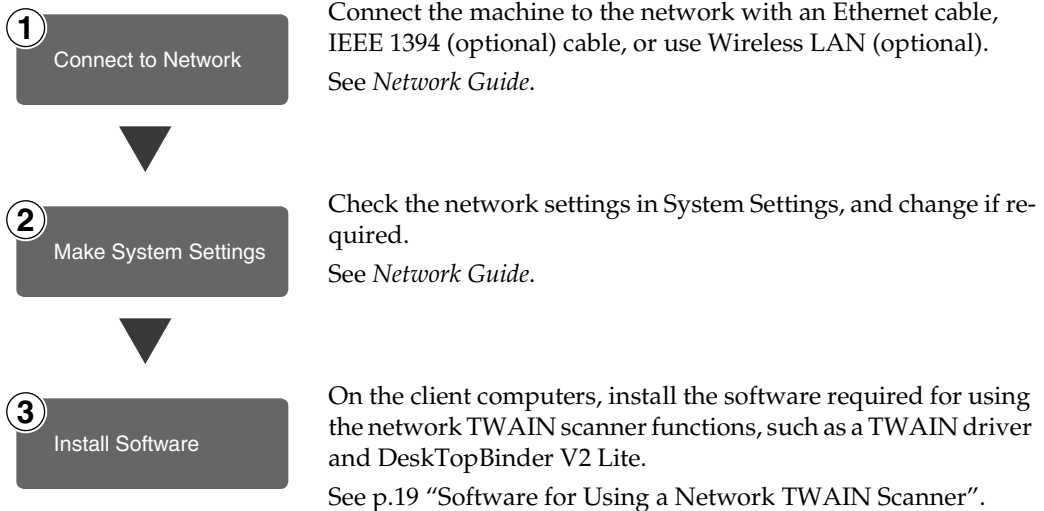 1
Connect to Network
Connect the machine to the network with an Ethernet cable,
IEEE 1394 (optional) cable, or use Wireless LAN (optional).
See Network Guide.
2
Make System Settings
Check the network settings in System Settings, and change if re-
quired.
See Network Guide.
3
Install Software
On the client computers, install the software required for using
the network TWAIN scanner functions, such as a TWAIN driver
and DeskTopBinder V2 Lite.
See p.19 “Software for Using a Network TWAIN Scanner”.